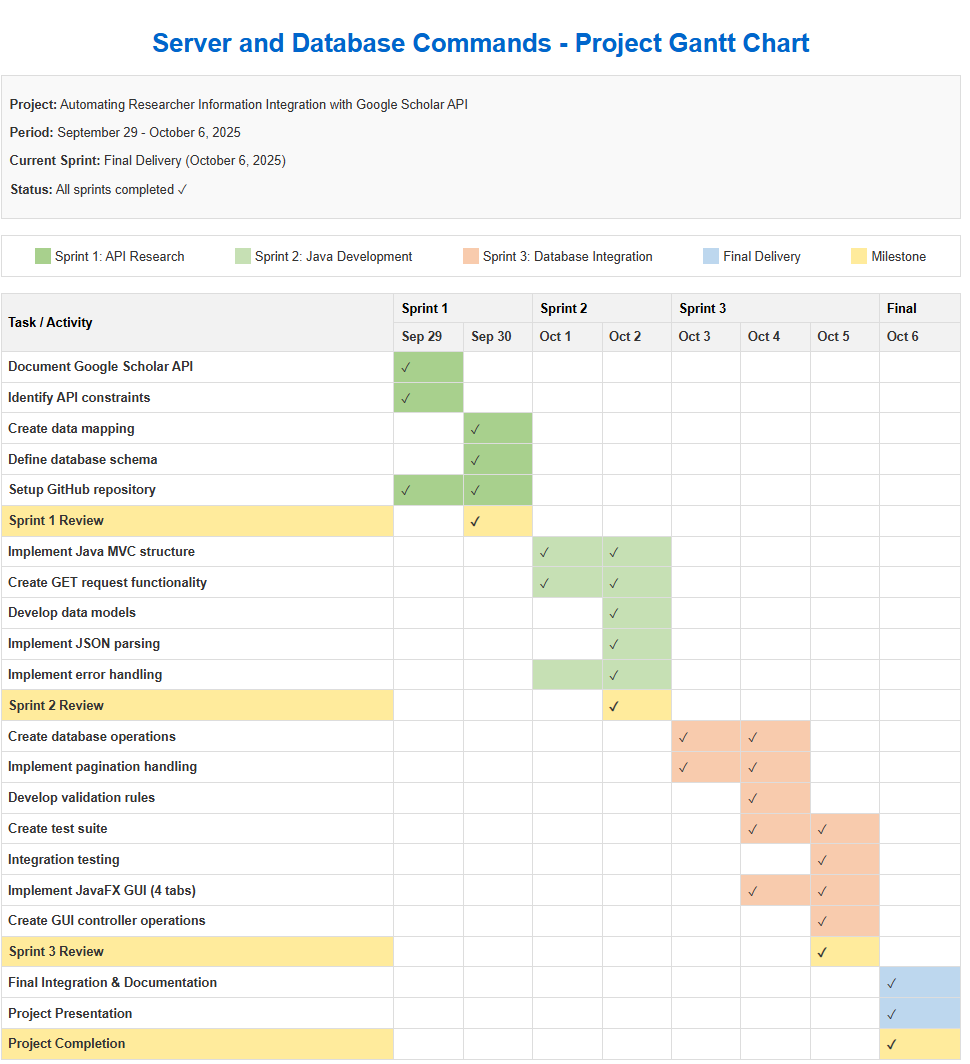 Server and Database Commands - Project Gantt Chart
Project: Automating Researcher Information Integration with Google Scholar API
Period: September 29 - October 6, 2025
Current Sprint: Final Delivery (October 6, 2025)
Status: All sprints completed ✓
Sprint 1: API Research Sprint 2: Java Development Sprint 3: Database Integration Final Delivery Milestone
Task / Activity Sprint 1 Sprint 2 Sprint 3 Final
Sep 29 Sep 30 Oct 1 Oct 2 Oct 3 Oct 4 Oct 5 Oct 6
Document Google Scholar API ✓
Identify API constraints ✓
Create data mapping ✓
Define database schema ✓
Setup GitHub repository ✓ ✓
Sprint 1 Review ✓
Implement Java MVC structure ✓ ✓
Create GET request functionality ✓ ✓
Develop data models ✓
Implement JSON parsing ✓
Implement error handling ✓
Sprint 2 Review ✓
Create database operations ✓ ✓
Implement pagination handling ✓ ✓
Develop validation rules ✓
Create test suite ✓ ✓
Integration testing ✓
Implement JavaFX GUI (4 tabs) ✓ ✓
Create GUI controller operations ✓
Sprint 3 Review ✓
Final Integration & Documentation ✓
Project Presentation ✓
Project Completion ✓